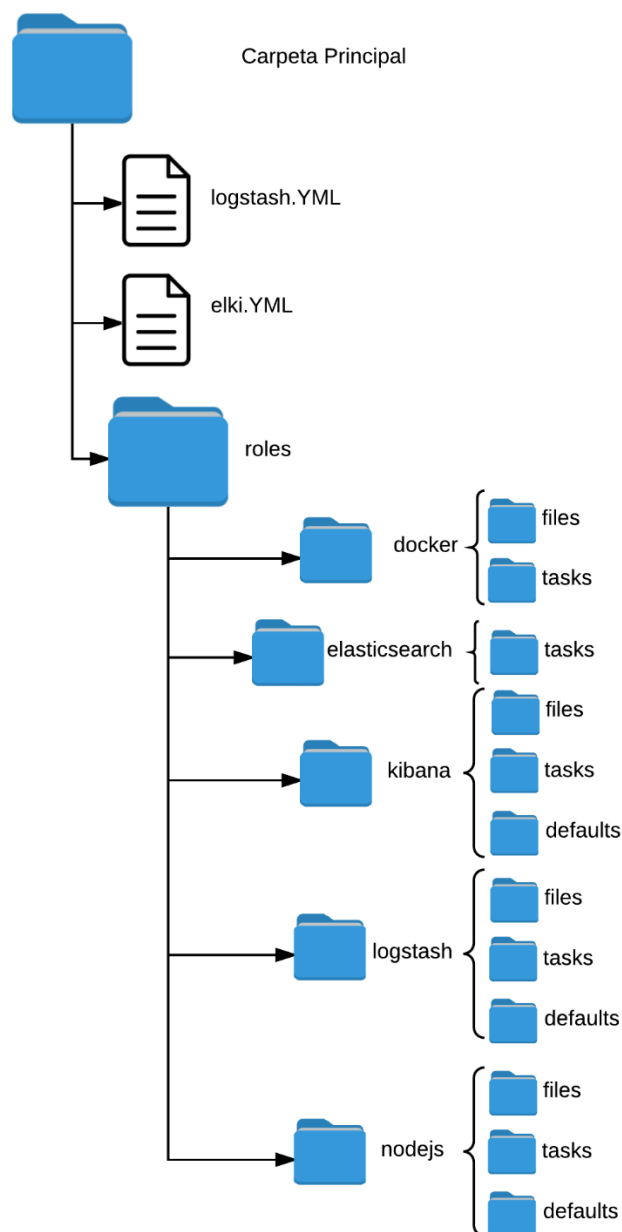 Carpeta Principal
logstash.YML
elki.YML
roles
docker
files
tasks
elasticsearch
tasks
kibana
files
tasks
defaults
logstash
files
tasks
defaults
nodejs
files
tasks
defaults